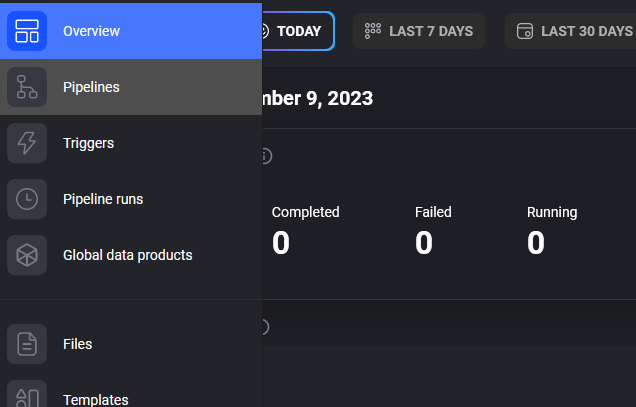 Overview
Pipelines
Triggers
Pipeline runs
Global data products
Files
Templates
TODAY
LAST 7 DAYS
LAST 30 DAYS
mber 9, 2023
Completed
Failed
Running
0
0
0